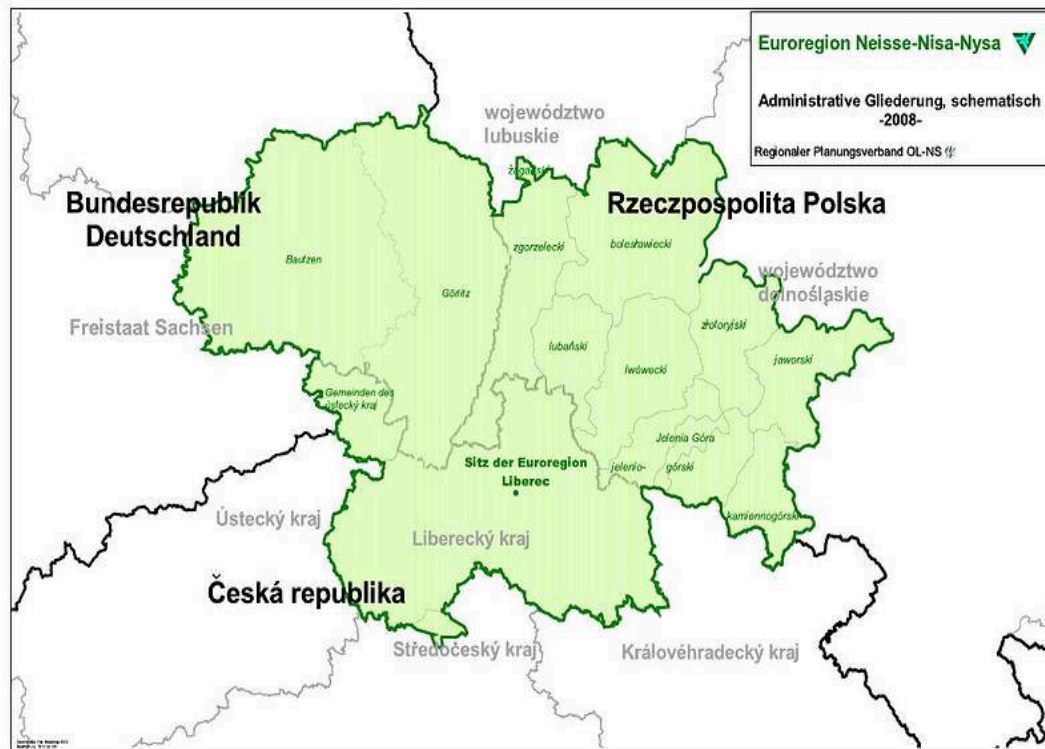 Euroregion Neisse-Nisa-Nysa
Administrative Gliederung, schematisch
-2008-
Regionaler Planungsverband OL-NS
województwo
lubuskie
żagański
Bundesrepublik
Deutschland
Rzeczpospolita Polska
zgorzelecki
bolesławiecki
Bautzen
Görlitz
województwo
dolnośląskie
Freistaat Sachsen
złotoryjski
lubański
lwówecki
jaworski
Gemeinden des
ústecký kraj
Jelenia Góra
Sitz der Euroregion
Liberec
jelenio-
górski
kamiennogórski
Ústecký kraj
Liberecký kraj
Česká republika
Středočeský kraj
Královéhradecký kraj